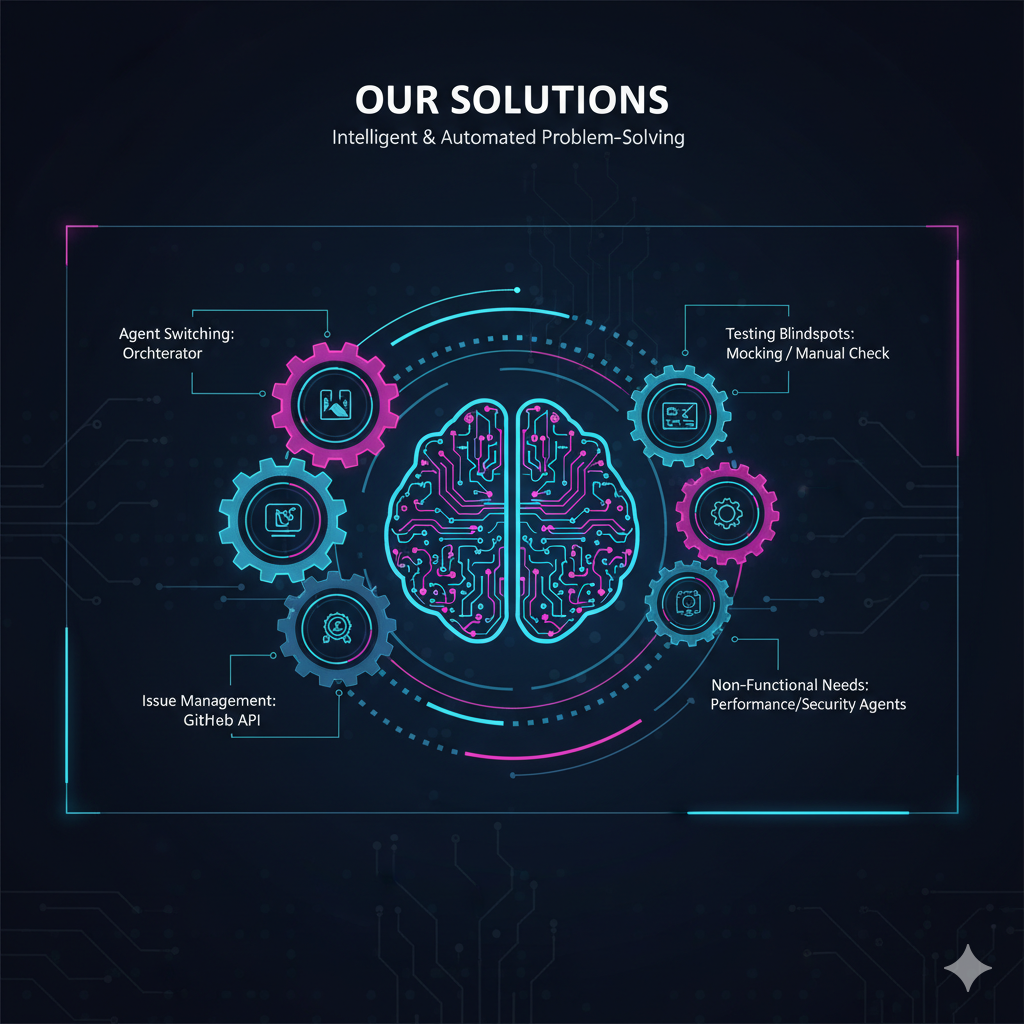 OUR SOLUTIONS
Intelligent & Automated Problem-Solving
Agent Switching:
Orchterator
Testing Blindspots:
Mocking / Manual Check
Issue Management:
GitHeb API
Non-Functional Needs:
Performance/Security Agents